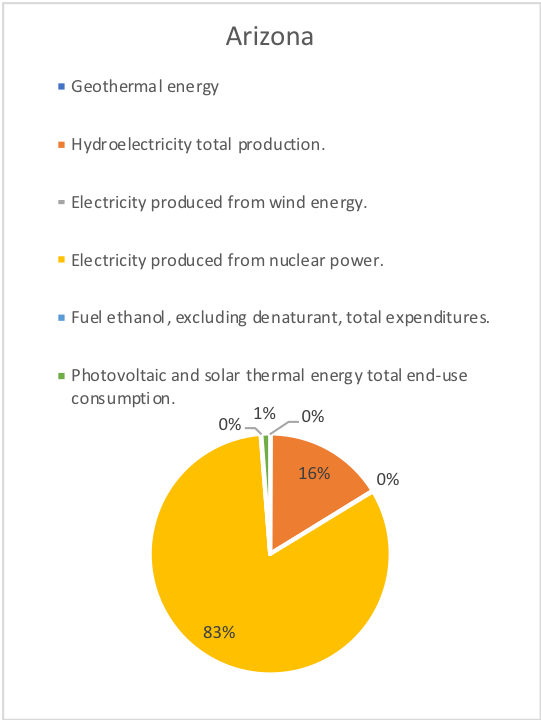 Arizona
Geothermal energy
Hydroelectricity total production.
Electricity produced from wind energy.
Electricity produced from nuclear power.
Fuel ethanol, excluding denaturant, total expenditures.
Photovoltaic and solar thermal energy total end-use
consumption.
0% 1% 0%
16% 0%
83%